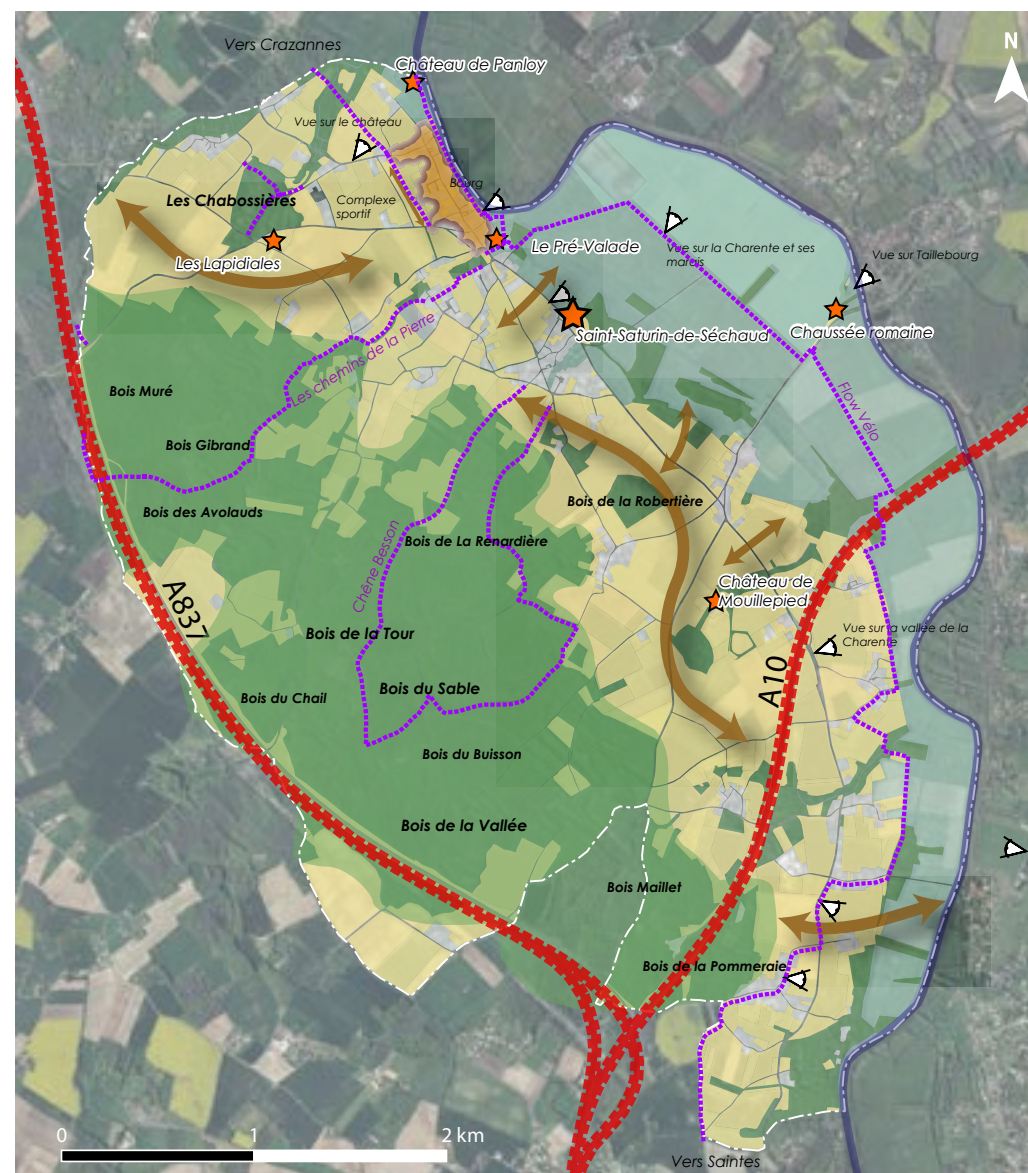 Vers Crazannes
N
Château de Panloy
Vue sur le château
Bourg
Les Chabossières
Complexe
sportif
Le Pré-Valade
Vue sur la Charente et ses
marais
Vue sur Taillebourg
Les Lapidiales
Saint-Saturin-de-Séchaud
Chaussée romaine
Les chemins de la Pierre
Bois Muré
Flow Vélo
Bois Gibrand
Bois de la Robertière
Bois des Avolauds
Bois de La Renardière
Chêne Besson
Château de
Mouillepied
A837
Bois de la Tour
Vue sur la vallée de la
Charente
A10
Bois du Sable
Bois du Chail
Bois du Buisson
Bois de la Vallée
Bois Maillet
Bois de la Pommeraie
0 1 2 km
Vers Saintes